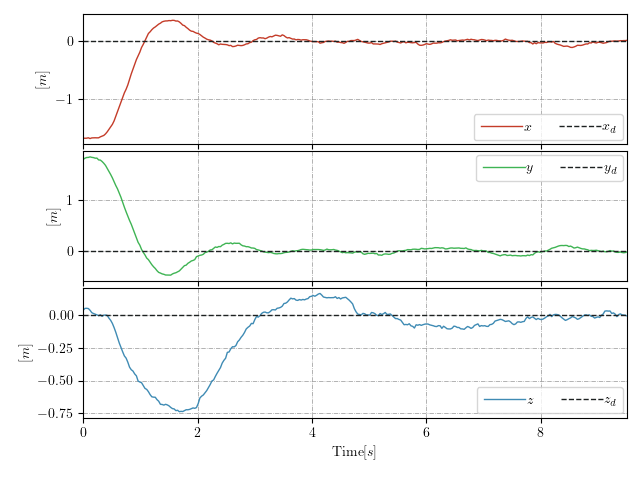 0
−1
[m]
x x_d
1
0
[m]
y y_d
0.00
−0.25
−0.50
−0.75
[m]
z z_d
0 2 4 6 8
Time[s]